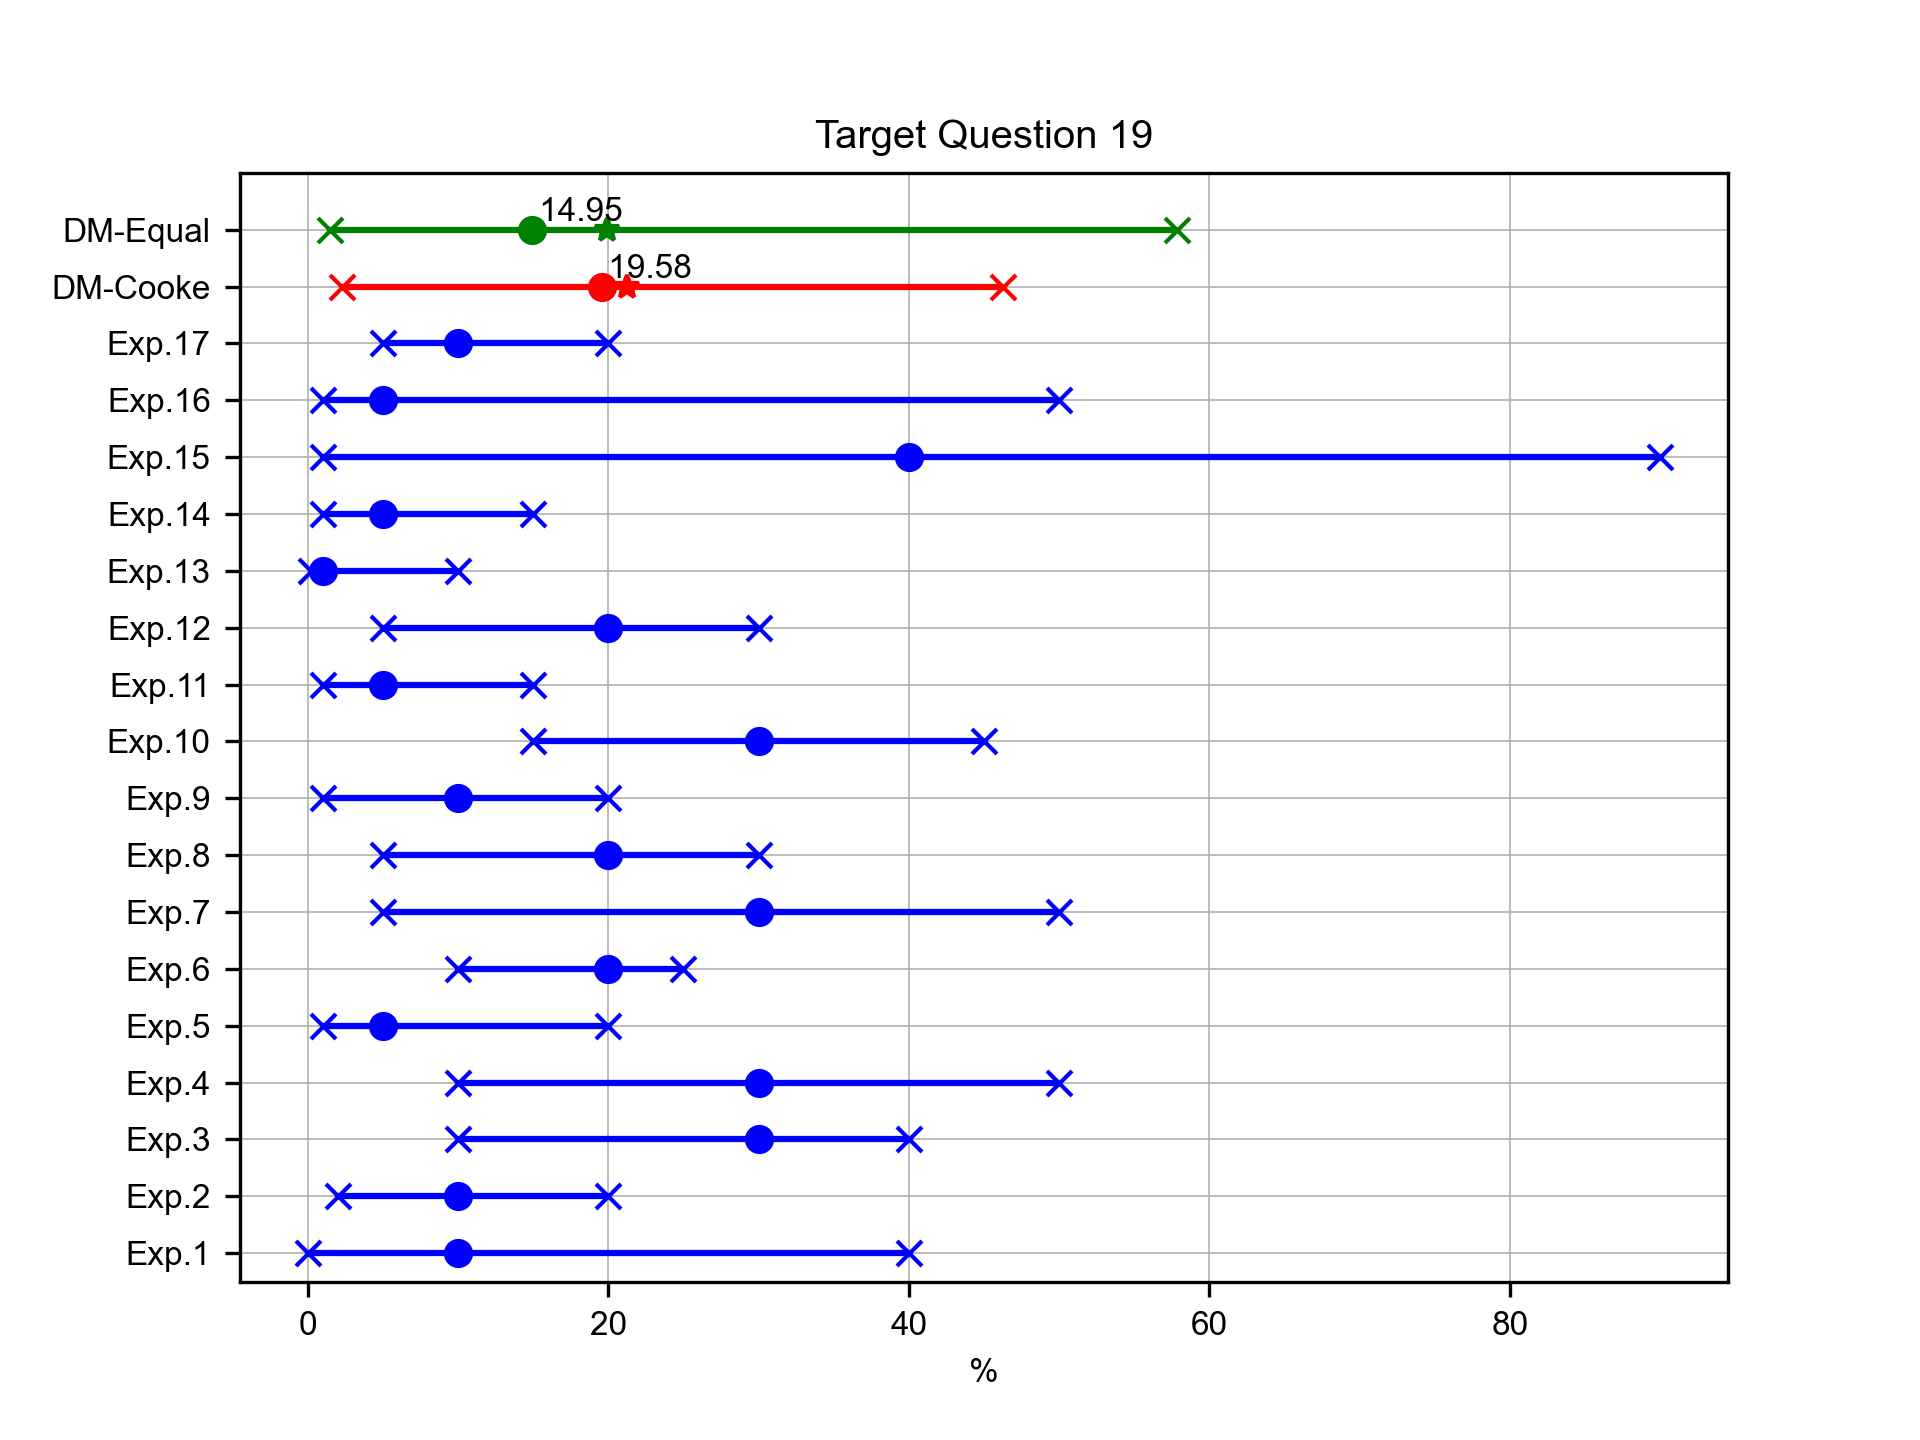 Target Question 19
DM-Equal
14.95
DM-Cooke
19.58
Exp.17
Exp.16
Exp.15
Exp.14
Exp.13
Exp.12
Exp.11
Exp.10
Exp.9
Exp.8
Exp.7
Exp.6
Exp.5
Exp.4
Exp.3
Exp.2
Exp.1
0 20 40 60 80
%